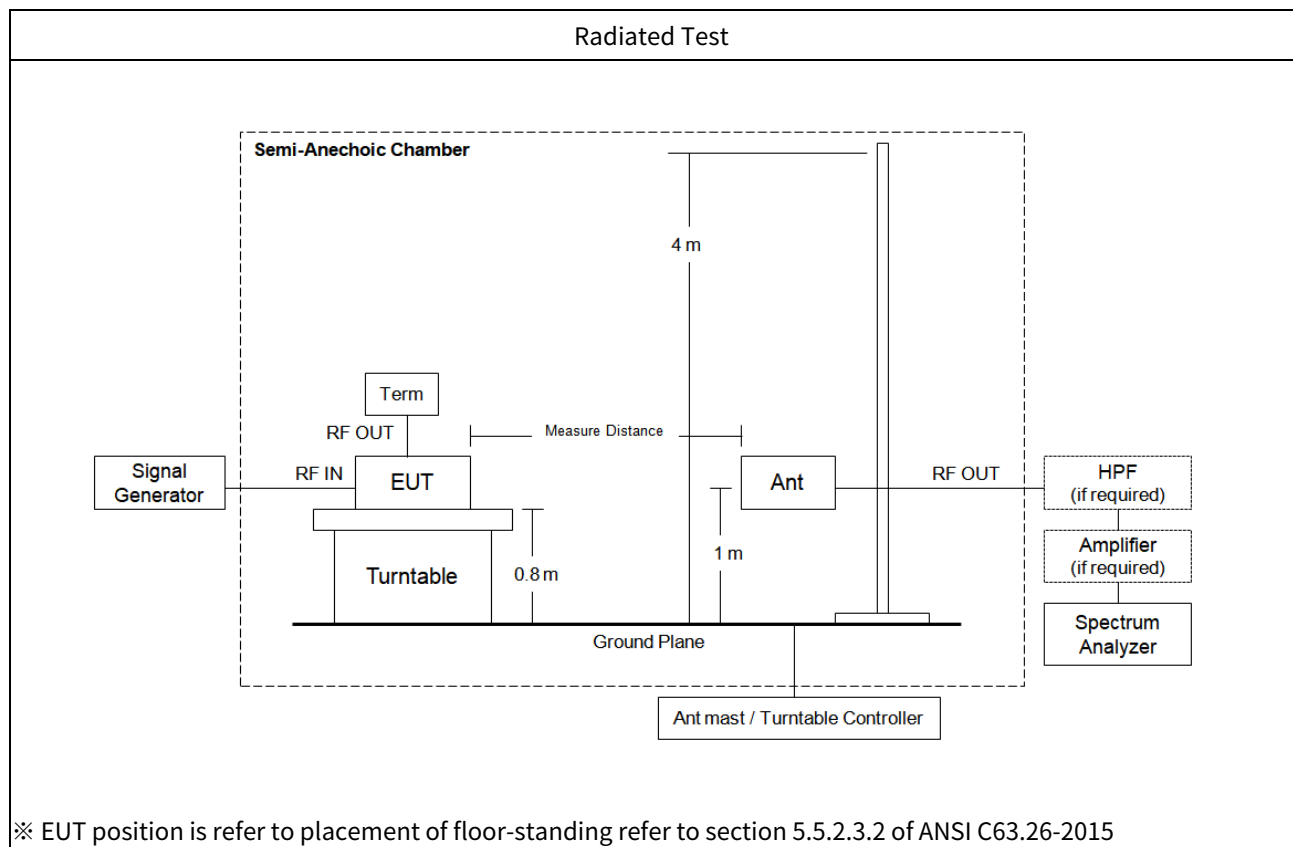 Radiated Test
Semi-Anechoic Chamber
4 m
Term
RF OUT
Measure Distance
Signal
Generator
RF IN
EUT
Ant
RF OUT
HPF
(if required)
1 m
Amplifier
(if required)
Turntable
0.8 m
Spectrum
Analyzer
Ground Plane
Ant mast / Turntable Controller
※ EUT position is refer to placement of floor-standing refer to section 5.5.2.3.2 of ANSI C63.26-2015